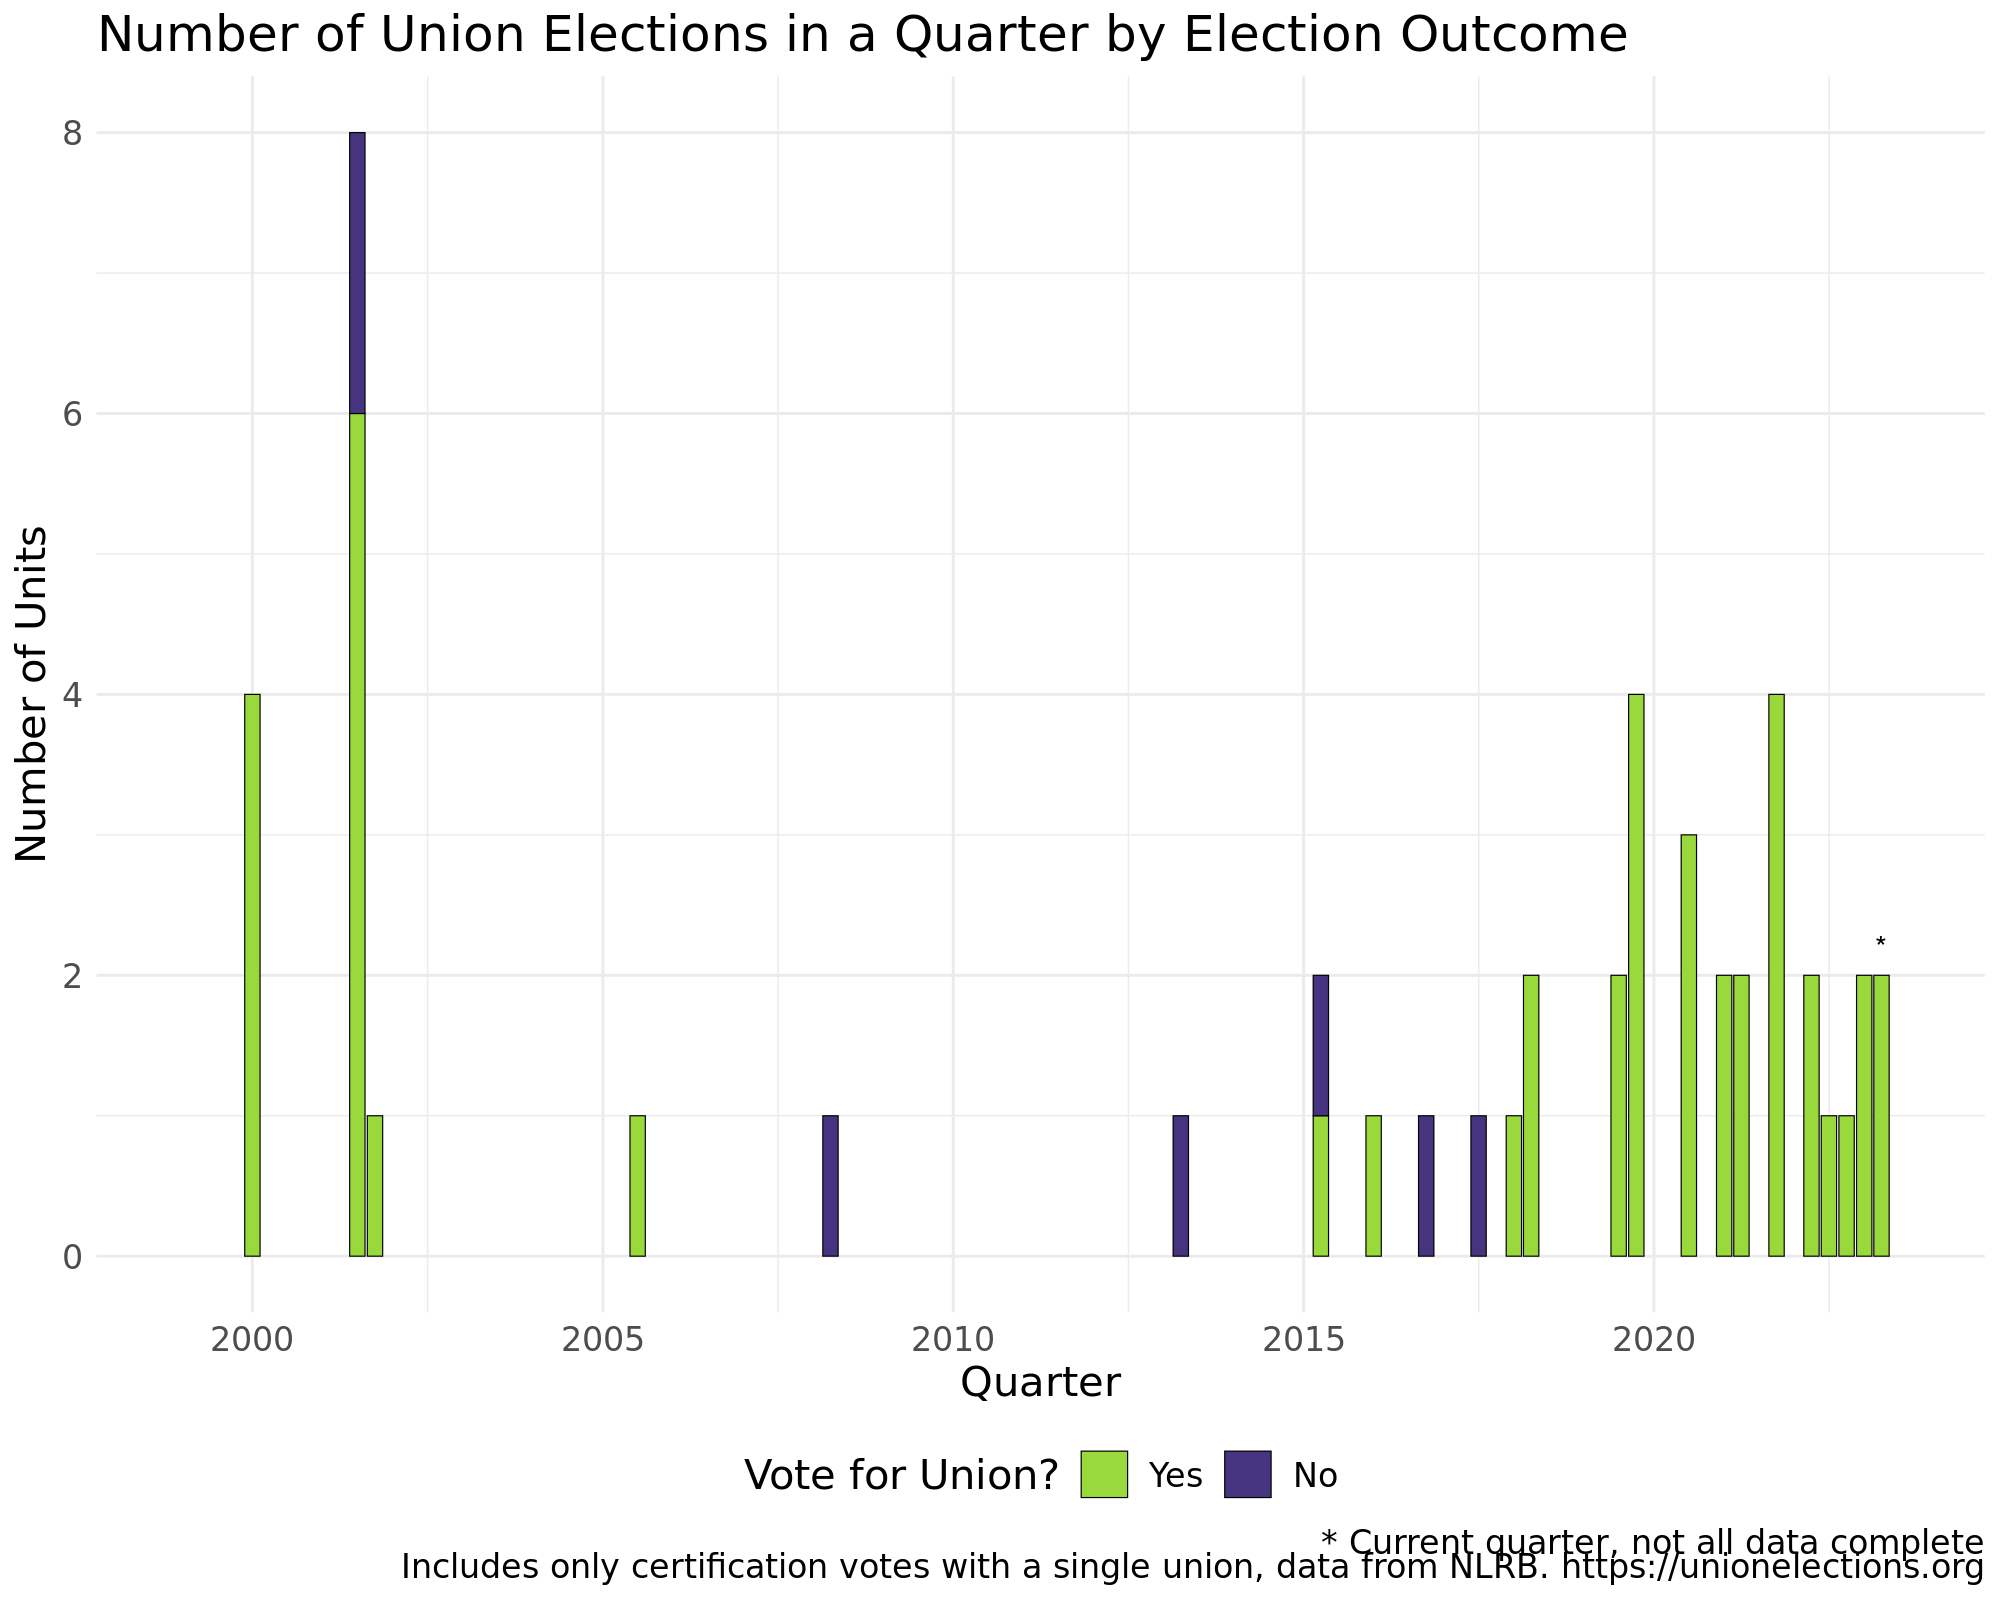 Number of Union Elections in a Quarter by Election Outcome
8
6
4
2
0
Number of Units
*
2000 2005 2010 2015 2020
Quarter
Vote for Union? Yes No
* Current quarter, not all data complete
Includes only certification votes with a single union, data from NLRB. https://unionelections.org